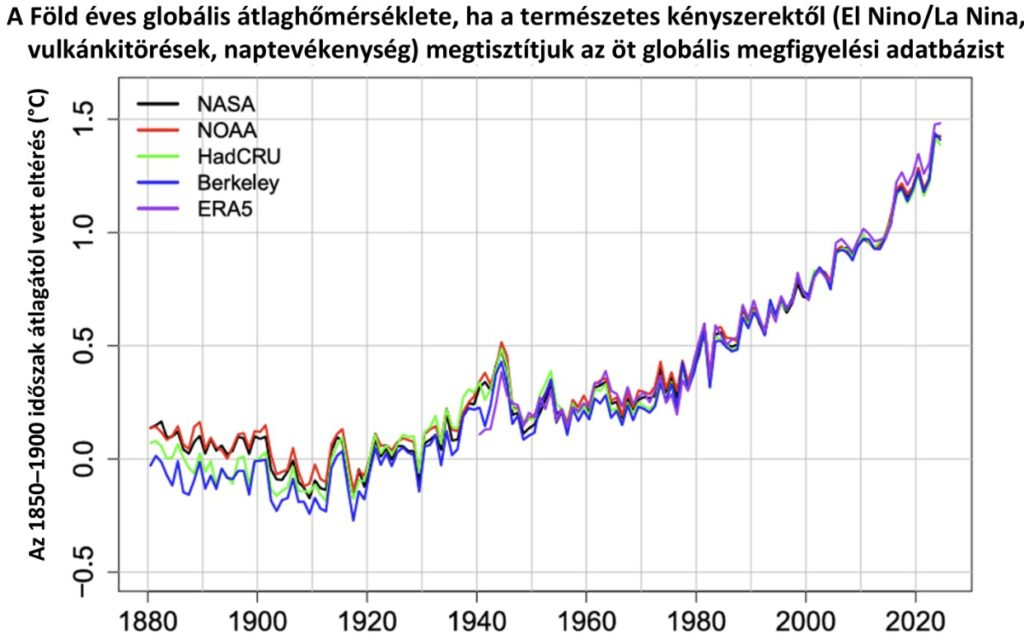 A Föld éves globális átlaghőmérséklete, ha a természetes kényszerektől (El Nino/La Nina,
vulkánkitörések, naptevékenység) megtisztítjuk az öt globális megfigyelési adatbázist
Az 1850–1900 időszak átlagától vett eltérés (°C)
NASA
NOAA
HadCRU
Berkeley
ERA5
1.5
1.0
0.5
0.0
−0.5
1880 1900 1920 1940 1960 1980 2000 2020